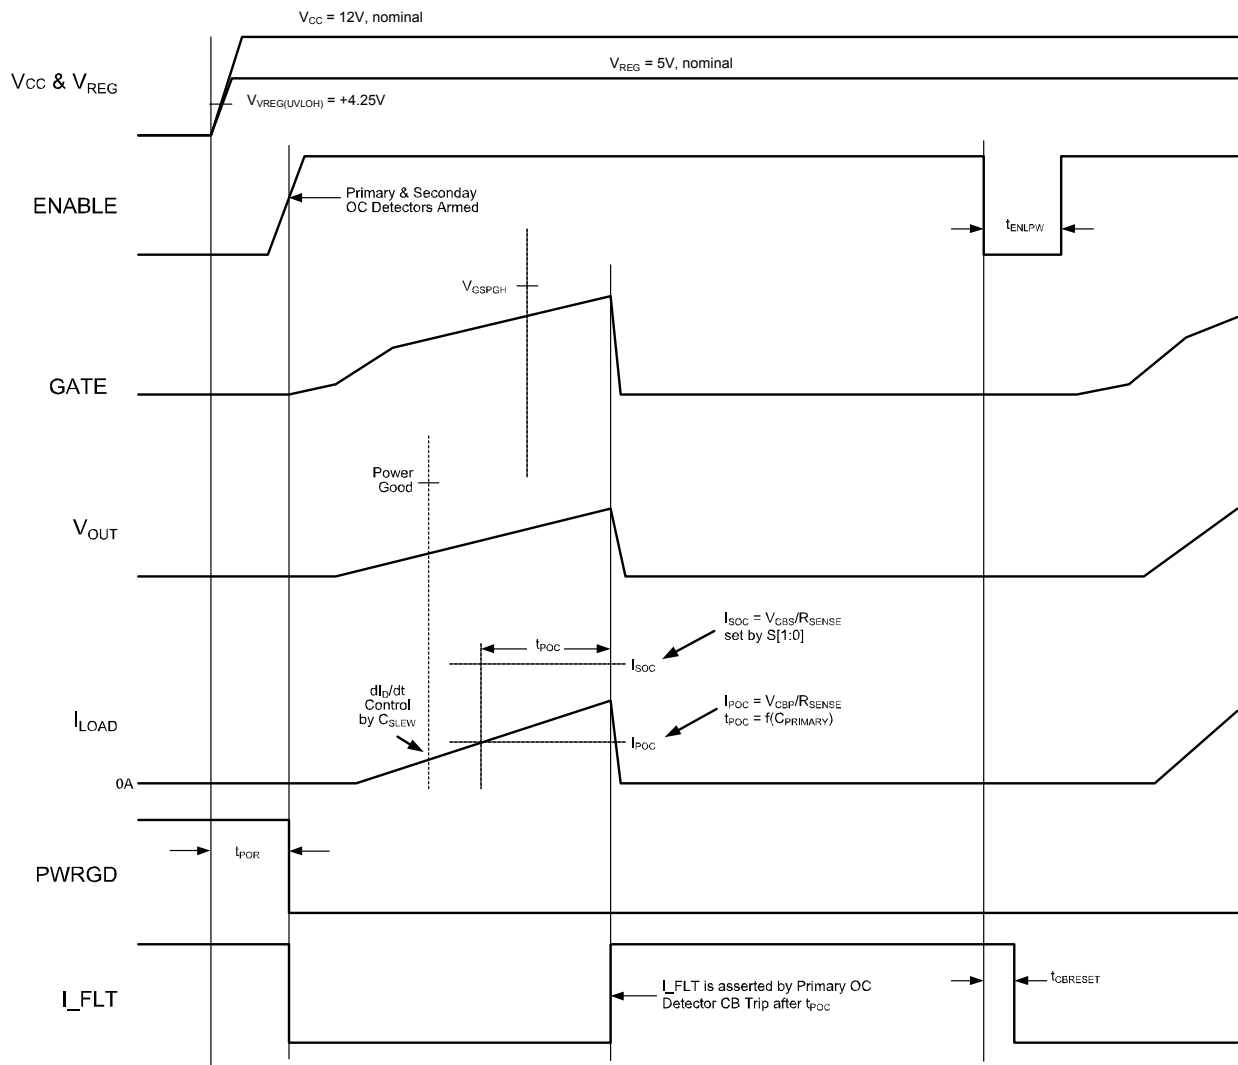 VCC = 12V, nominal
VREG = 5V, nominal
VCC & VREG
VVREG(UVLOH) = +4.25V
ENABLE
Primary & Seconday
OC Detectors Armed
tENLPW
VGSPGH
GATE
Power
Good
VOUT
ISOC = VCBS/RSENSE
set by S[1:0]
tPOC
ISOC
dID/dt
Control
by CSLEW
IPOC = VCBP/RSENSE
tPOC = f(CPRIMARY)
ILOAD
IPOC
0A
tPOR
PWRGD
I_FLT
I_FLT is asserted by Primary OC
Detector CB Trip after tPOC
tCBRESET